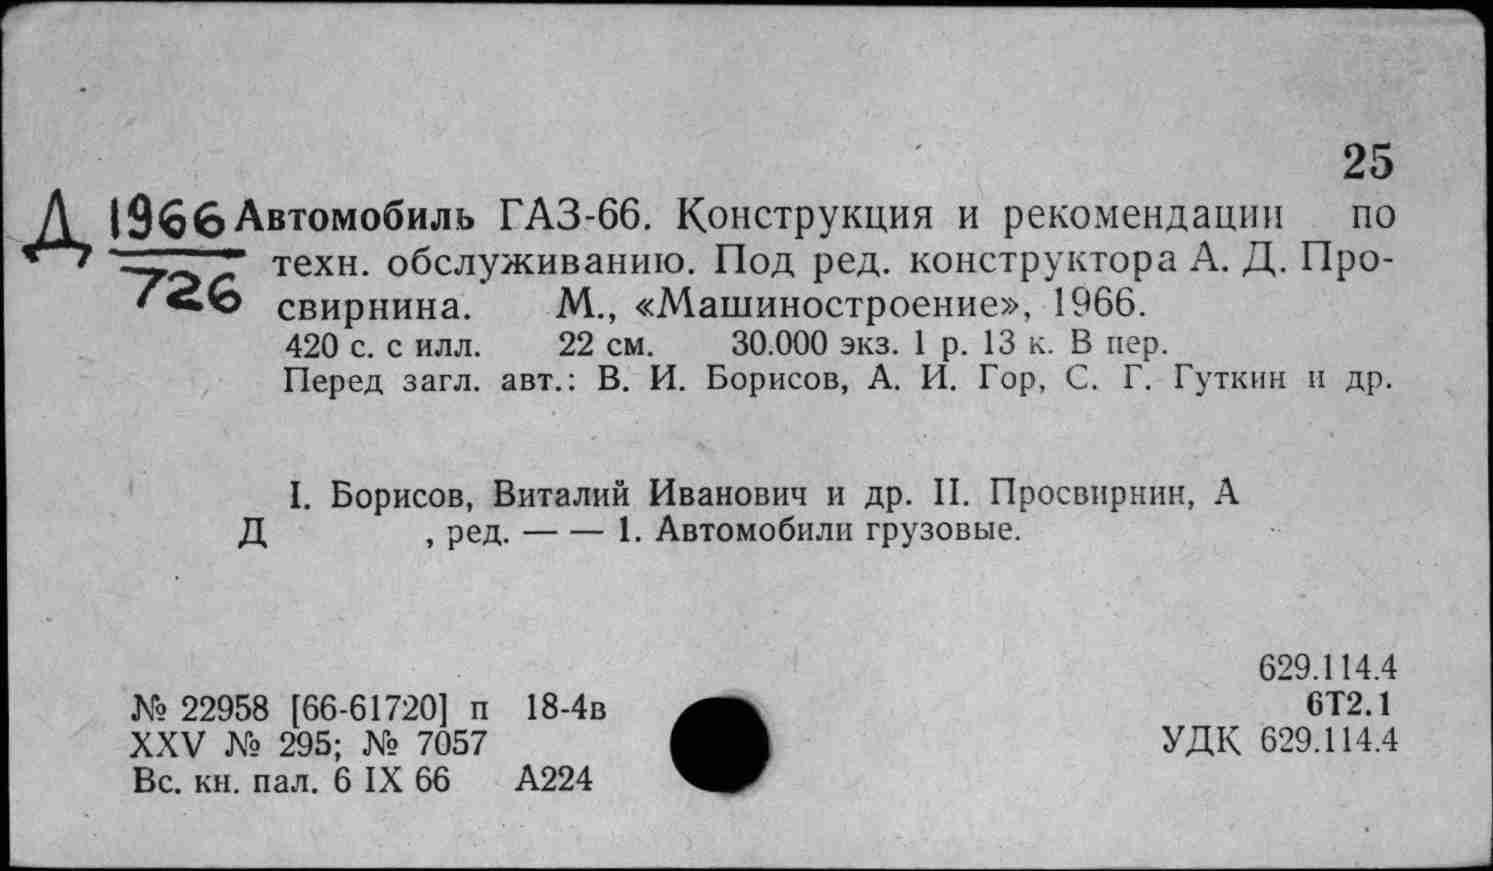 25
Д 1966 Автомобиль ГАЗ-66. Конструкция и рекомендации по
726 техн. обслуживанию. Под ред. конструктора А. Д. Про-
свирнина. М., «Машиностроение», 1966.
420 с. с илл. 22 см. 30.000 экз. 1 р. 13 к. В пер.
Перед загл. авт.: В. И. Борисов, А. И. Гор, С. Г. Гуткин и др.
I. Борисов, Виталий Иванович и др. II. Просвирнин, А
Д , ред. — — 1. Автомобили грузовые.
629.114.4
№ 22958 [66-61720] п 18-4в 6Т2.1
XXV № 295; № 7057 УДК 629.114.4
Вс. кн. пал. 6 IX 66 А224